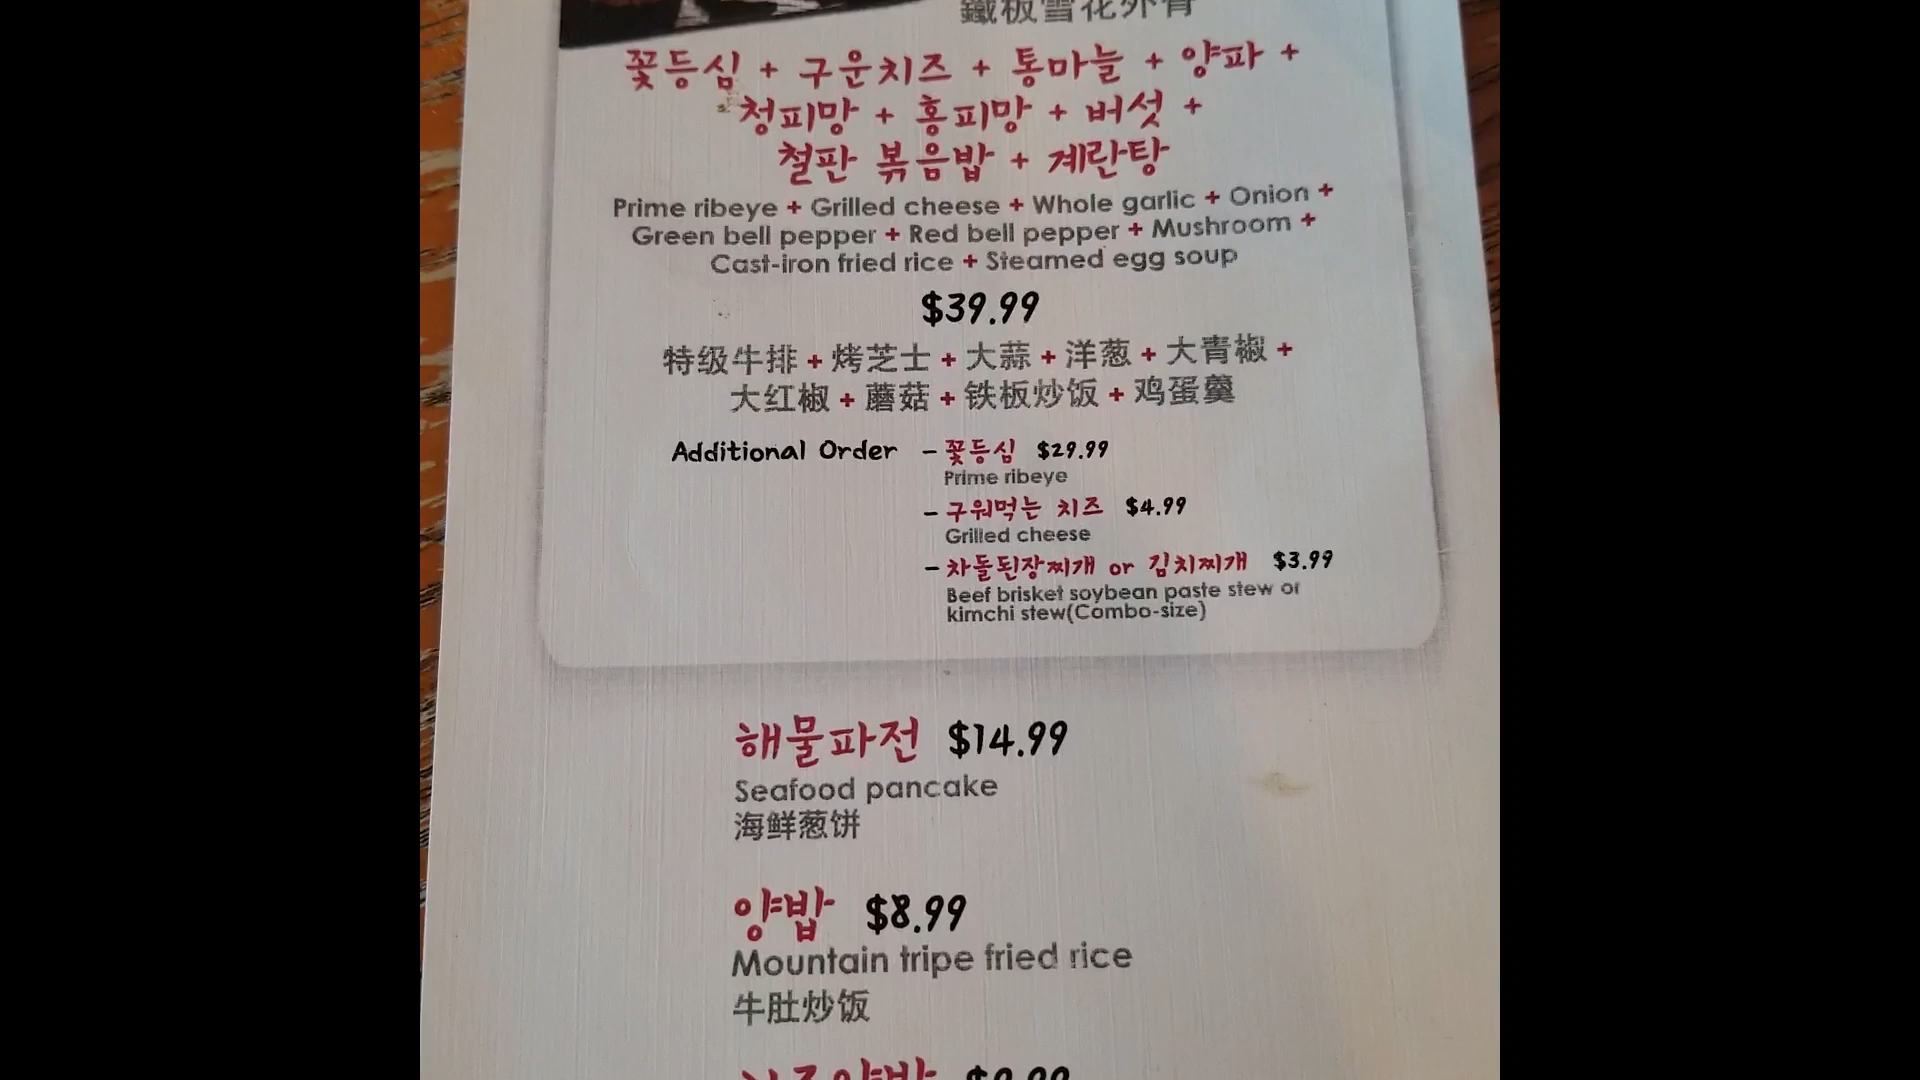 鐵板雪花外脊
꽃등심 + 구운치즈 + 통마늘 + 양파 +
청피망 + 홍피망 + 버섯 +
철판 볶음밥 + 계란탕
Prime ribeye + Grilled cheese + Whole garlic + Onion +
Green bell pepper + Red bell pepper + Mushroom +
Cast-iron fried rice + Steamed egg soup
$39.99
特级牛排 + 烤芝士 + 大蒜 + 洋葱 + 大青椒 +
大红椒 + 蘑菇 + 铁板炒饭 + 鸡蛋羹
Additional Order – 꽃등심 $29.99
Prime ribeye
– 구워먹는 치즈 $4.99
Grilled cheese
– 차돌된장찌개 or 김치찌개 $3.99
Beef brisket soybean paste stew or
kimchi stew(Combo-size)
해물파전 $14.99
Seafood pancake
海鲜葱饼
양밥 $8.99
Mountain tripe fried rice
牛肚炒饭